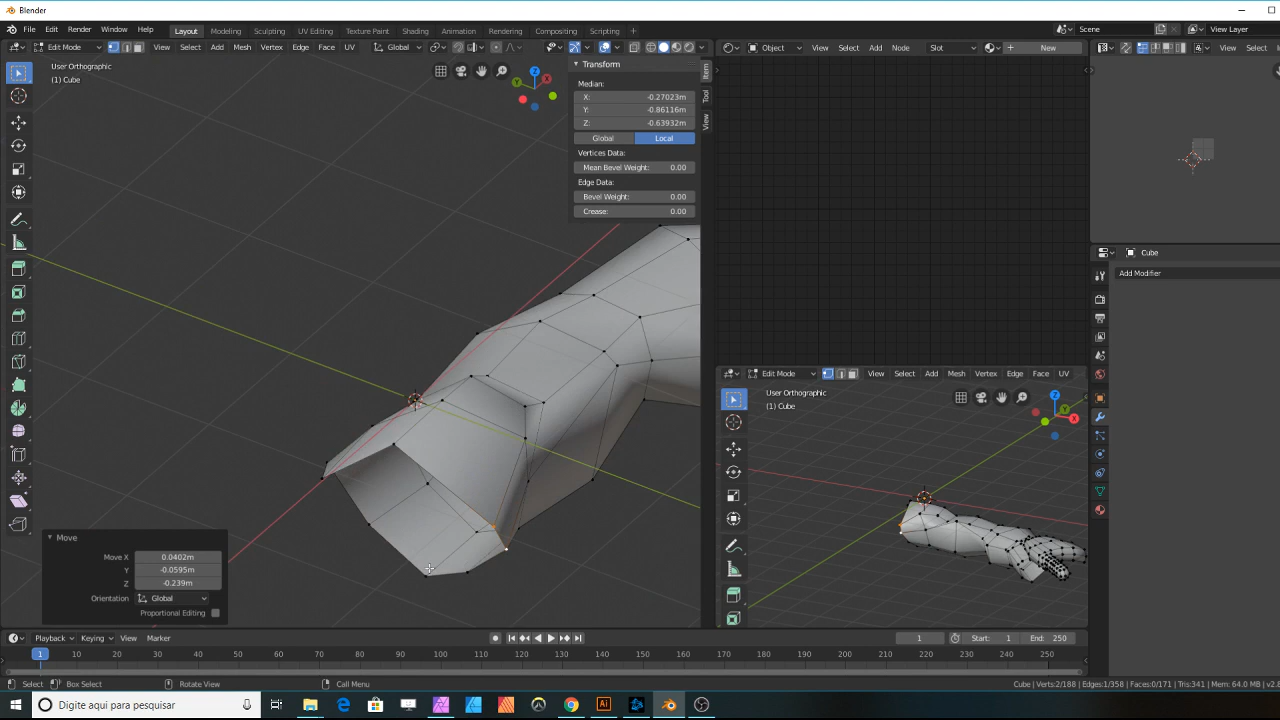 Blender
File Edit Render Window Help Layout Modeling Sculpting UV Editing Texture Paint Shading Animation Rendering Compositing Scripting Scene View Layer
Edit Mode View Select Add Mesh Vertex Edge Face UV Global Object View Select Add Node Slot New View Select
User Orthographic
(1) Cube
Transform
Median:
X: -0.27023m
Y: -0.86116m
Z: -0.63932m
Global Local
Vertices Data:
Mean Bevel Weight: 0.00
Edge Data:
Bevel Weight: 0.00
Crease: 0.00
Item
Tool
View
Z
Y
X
Cube
Add Modifier
Edit Mode View Select Add Mesh Vertex Edge Face UV
User Orthographic
(1) Cube
Z
Y
X
Move
Move X 0.0402m
Y -0.0595m
Z -0.239m
Orientation Global
Proportional Editing
Playback Keying View Marker 1 Start: 1 End: 250
1 10 20 30 40 50 60 70 80 90 100 110 120 130 140 150 160 170 180 190 200 210 220 230 240 250
Select Box Select Rotate View Call Menu Cube | Verts:2/188 | Edges:1/358 | Faces:0/171 | Tris:341 | Mem: 64.0 MB | v2.8
Digite aqui para pesquisar
Ai